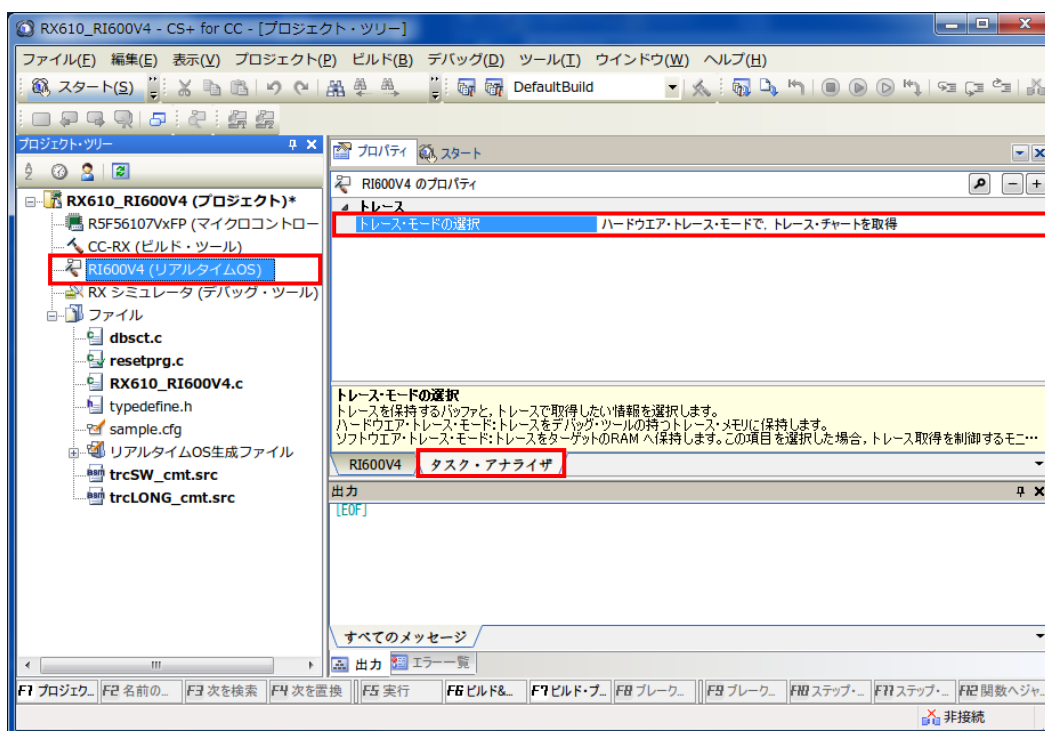 RX610_RI600V4 - CS+ for CC - [プロジェクト・ツリー]
ファイル(F) 編集(E) 表示(V) プロジェクト(P) ビルド(B) デバッグ(D) ツール(T) ウインドウ(W) ヘルプ(H)
スタート(S) DefaultBuild
プロジェクト・ツリー
RX610_RI600V4 (プロジェクト)*
R5F56107VxFP (マイクロコントロー
CC-RX (ビルド・ツール)
RI600V4 (リアルタイムOS)
RX シミュレータ (デバッグ・ツール)
ファイル
dbsct.c
resetprg.c
RX610_RI600V4.c
typedefine.h
sample.cfg
リアルタイムOS生成ファイル
trcSW_cmt.src
trcLONG_cmt.src
プロパティ スタート
RI600V4 のプロパティ
トレース
トレース・モードの選択 ハードウエア・トレース・モードで, トレース・チャートを取得
トレース・モードの選択
トレースを保持するバッファと, トレースで取得したい情報を選択します。
ハードウエア・トレース・モード:トレースをデバッグ・ツールの持つトレース・メモリに保持します。
ソフトウエア・トレース・モード:トレースをターゲットのRAM へ保持します。この項目を選択した場合, トレース取得を制御するモニ…
RI600V4 タスク・アナライザ
出力
[EOF]
すべてのメッセージ
出力 エラー一覧
F1 プロジェク... F2 名前の... F3 次を検索 F4 次を置換 F5 実行 F6 ビルド&... F7 ビルド・プ... F8 ブレーク... F9 ブレーク... F10 ステップ・... F11 ステップ・... F12 関数へジャ...
非接続